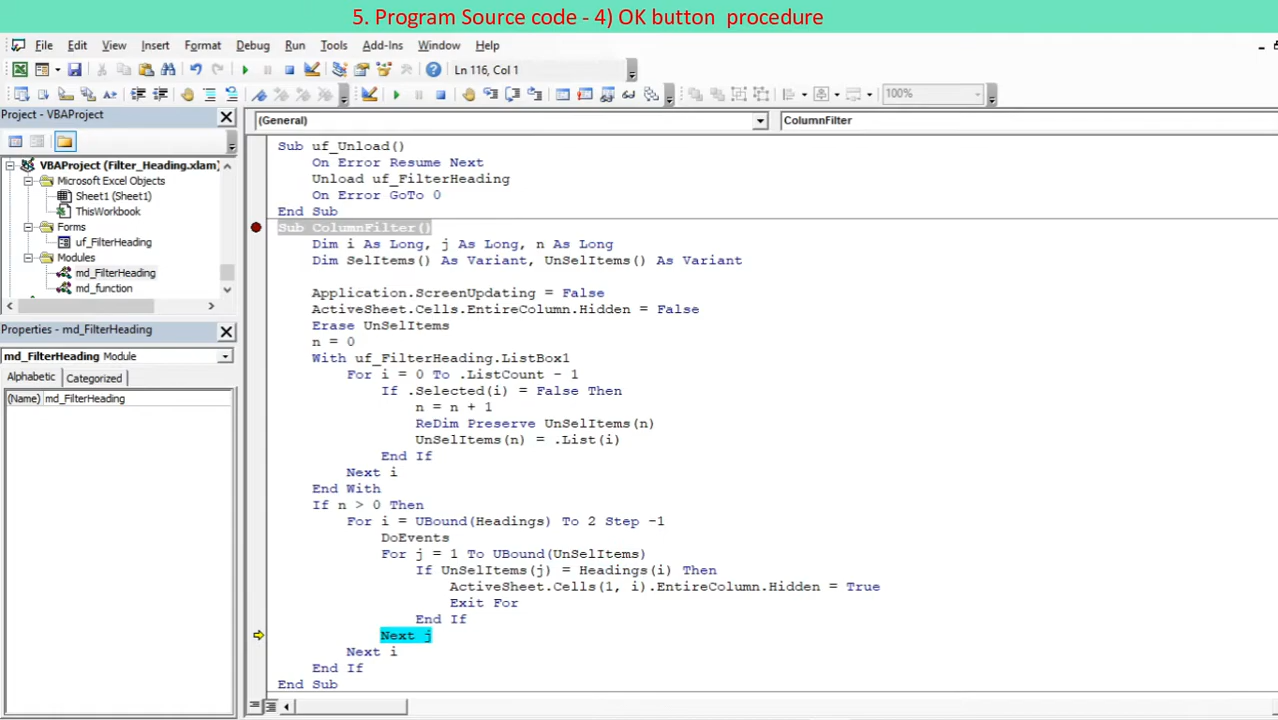 5. Program Source code - 4) OK button  procedure
File Edit View Insert Format Debug Run Tools Add-Ins Window Help
Ln 116, Col 1
100%
Project - VBAProject
(General)
ColumnFilter
VBAProject (Filter_Heading.xlam)
Microsoft Excel Objects
Sheet1 (Sheet1)
ThisWorkbook
Forms
uf_FilterHeading
Modules
md_FilterHeading
md_function
Properties - md_FilterHeading
md_FilterHeading Module
Alphabetic Categorized
(Name) md_FilterHeading
Sub uf_Unload()
    On Error Resume Next
    Unload uf_FilterHeading
    On Error GoTo 0
End Sub
Sub ColumnFilter()
    Dim i As Long, j As Long, n As Long
    Dim SelItems() As Variant, UnSelItems() As Variant
    Application.ScreenUpdating = False
    ActiveSheet.Cells.EntireColumn.Hidden = False
    Erase UnSelItems
    n = 0
    With uf_FilterHeading.ListBox1
        For i = 0 To .ListCount - 1
            If .Selected(i) = False Then
                n = n + 1
                ReDim Preserve UnSelItems(n)
                UnSelItems(n) = .List(i)
            End If
        Next i
    End With
    If n > 0 Then
        For i = UBound(Headings) To 2 Step -1
            DoEvents
            For j = 1 To UBound(UnSelItems)
                If UnSelItems(j) = Headings(i) Then
                    ActiveSheet.Cells(1, i).EntireColumn.Hidden = True
                    Exit For
                End If
            Next j
        Next i
    End If
End Sub